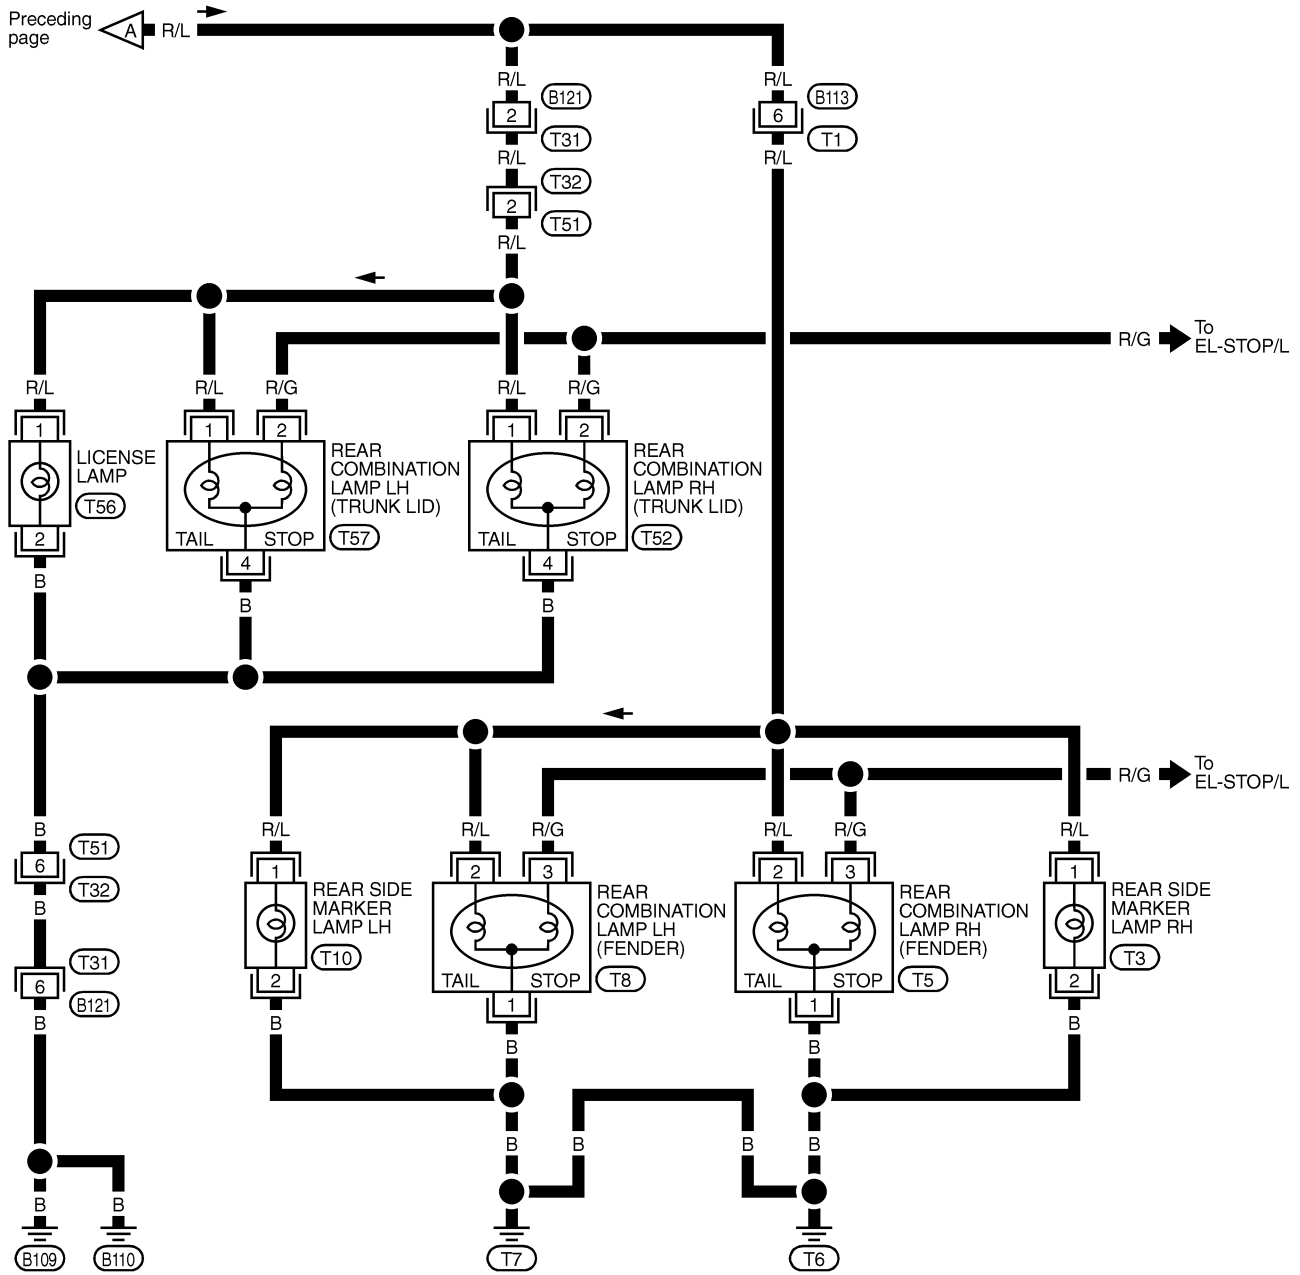 Preceding
page
A
R/L
R/L
R/L
2
B121
T31
6
B113
T1
R/L
R/L
T32
2
T51
R/L
To
EL-STOP/L
R/G
R/L
R/L
R/G
R/L
R/G
1
1
2
1
2
LICENSE
LAMP
T56
REAR
COMBINATION
LAMP LH
(TRUNK LID)
T57
REAR
COMBINATION
LAMP RH
(TRUNK LID)
T52
TAIL
STOP
TAIL
STOP
2
4
4
B
B
B
To
EL-STOP/L
R/G
B
R/L
R/L
R/G
R/L
R/G
R/L
T51
6
T32
1
2
3
2
3
1
REAR SIDE
MARKER
LAMP LH
T10
REAR
COMBINATION
LAMP LH
(FENDER)
T8
REAR
COMBINATION
LAMP RH
(FENDER)
T5
REAR SIDE
MARKER
LAMP RH
T3
B
T31
6
B121
TAIL
STOP
TAIL
STOP
2
1
1
2
B
B
B
B
B
B
B
B
B
B
B
B109
B110
T7
T6